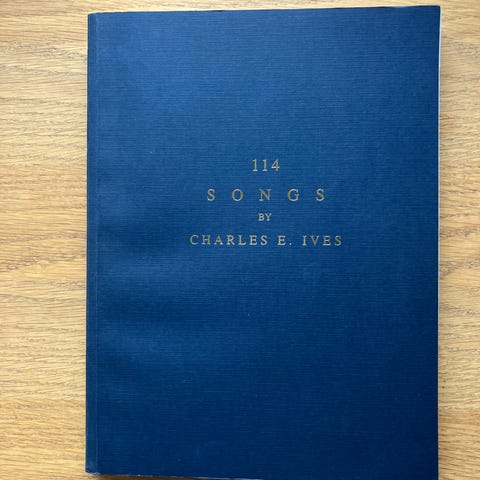 114
SONGS
BY
CHARLES E. IVES